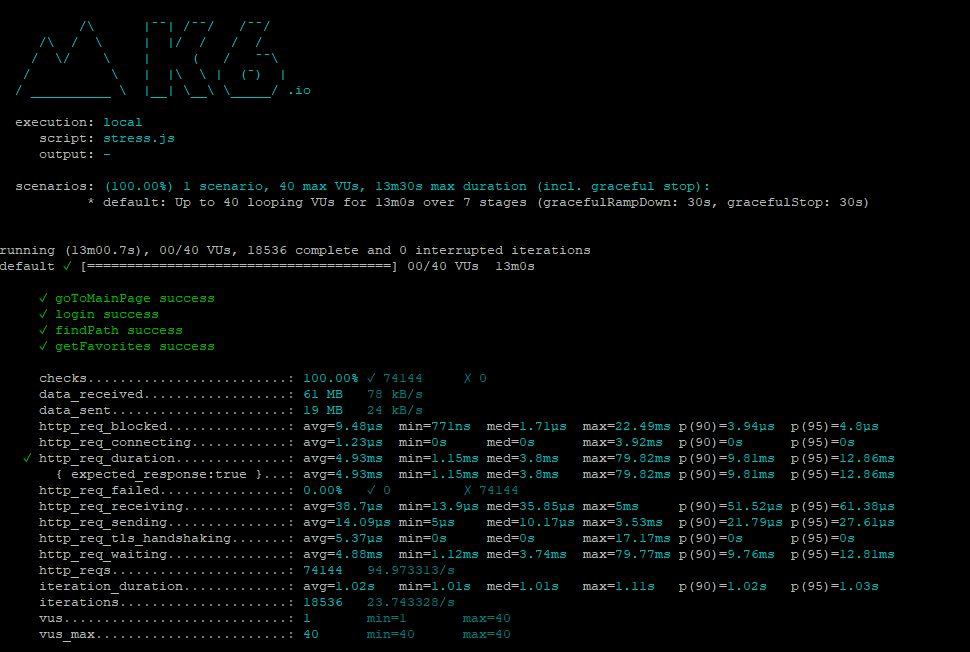 /\      |‾‾| /‾‾/   /‾‾/
     /\  /  \     |  |/  /   /  /
    /  \/    \    |     (   /   ‾‾\
   /          \   |  |\  \ |  (‾)  |
  / __________ \  |__| \__\ \_____/ .io
execution: local
script: stress.js
output: -
scenarios: (100.00%) 1 scenario, 40 max VUs, 13m30s max duration (incl. graceful stop):
* default: Up to 40 looping VUs for 13m0s over 7 stages (gracefulRampDown: 30s, gracefulStop: 30s)
running (13m00.7s), 00/40 VUs, 18536 complete and 0 interrupted iterations
default ✓ [======================================] 00/40 VUs  13m0s
✓ goToMainPage success
✓ login success
✓ findPath success
✓ getFavorites success
checks.........................: 100.00% ✓ 74144     ✗ 0
data_received..................: 61 MB   78 kB/s
data_sent......................: 19 MB   24 kB/s
http_req_blocked...............: avg=9.48µs  min=771ns  med=1.71µs  max=22.49ms p(90)=3.94µs  p(95)=4.8µs
http_req_connecting............: avg=1.23µs  min=0s     med=0s      max=3.92ms  p(90)=0s      p(95)=0s
✓ http_req_duration..............: avg=4.93ms  min=1.15ms med=3.8ms   max=79.82ms p(90)=9.81ms  p(95)=12.86ms
{ expected_response:true }...: avg=4.93ms  min=1.15ms med=3.8ms   max=79.82ms p(90)=9.81ms  p(95)=12.86ms
http_req_failed................: 0.00%   ✓ 0         ✗ 74144
http_req_receiving.............: avg=38.7µs  min=13.9µs med=35.85µs max=5ms     p(90)=51.52µs p(95)=61.38µs
http_req_sending...............: avg=14.09µs min=5µs    med=10.17µs max=3.53ms  p(90)=21.79µs p(95)=27.61µs
http_req_tls_handshaking.......: avg=5.37µs  min=0s     med=0s      max=17.17ms p(90)=0s      p(95)=0s
http_req_waiting...............: avg=4.88ms  min=1.12ms med=3.74ms  max=79.77ms p(90)=9.76ms  p(95)=12.81ms
http_reqs......................: 74144   94.973313/s
iteration_duration.............: avg=1.02s   min=1.01s  med=1.01s   max=1.11s   p(90)=1.02s   p(95)=1.03s
iterations.....................: 18536   23.743328/s
vus............................: 1       min=1       max=40
vus_max........................: 40      min=40      max=40